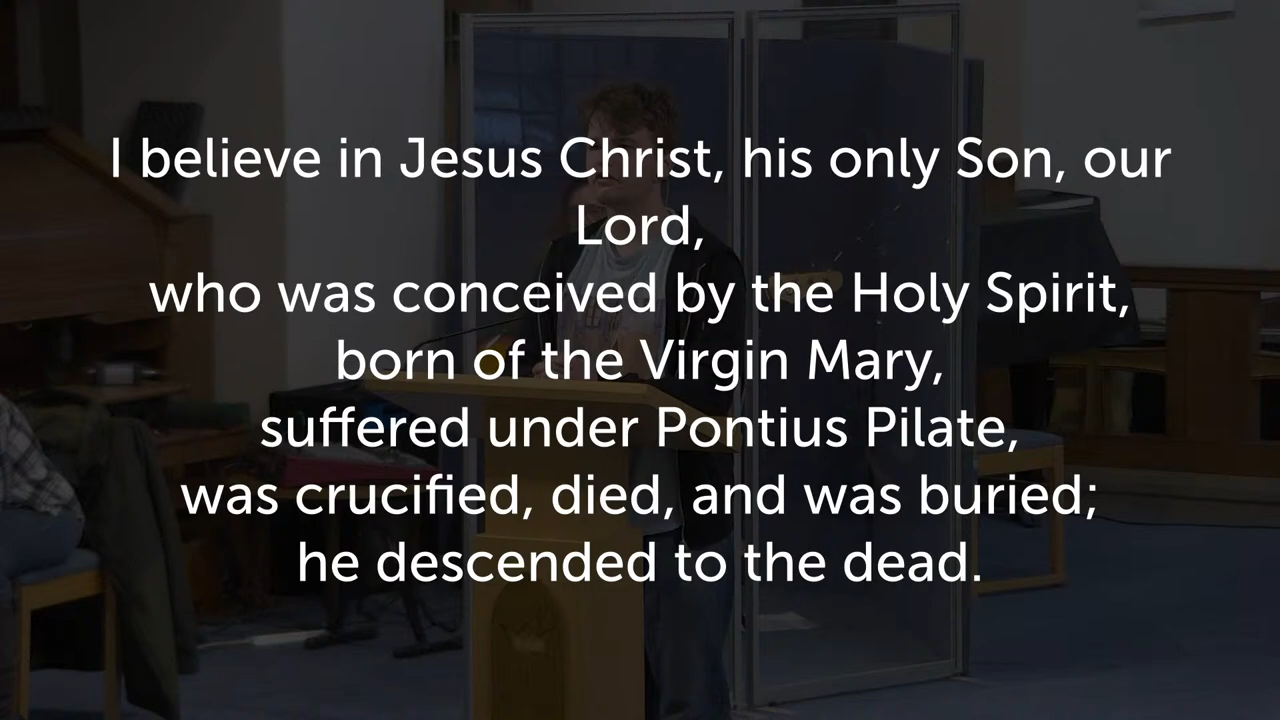 I believe in Jesus Christ, his only Son, our
Lord,
who was conceived by the Holy Spirit,
born of the Virgin Mary,
suffered under Pontius Pilate,
was crucified, died, and was buried;
he descended to the dead.